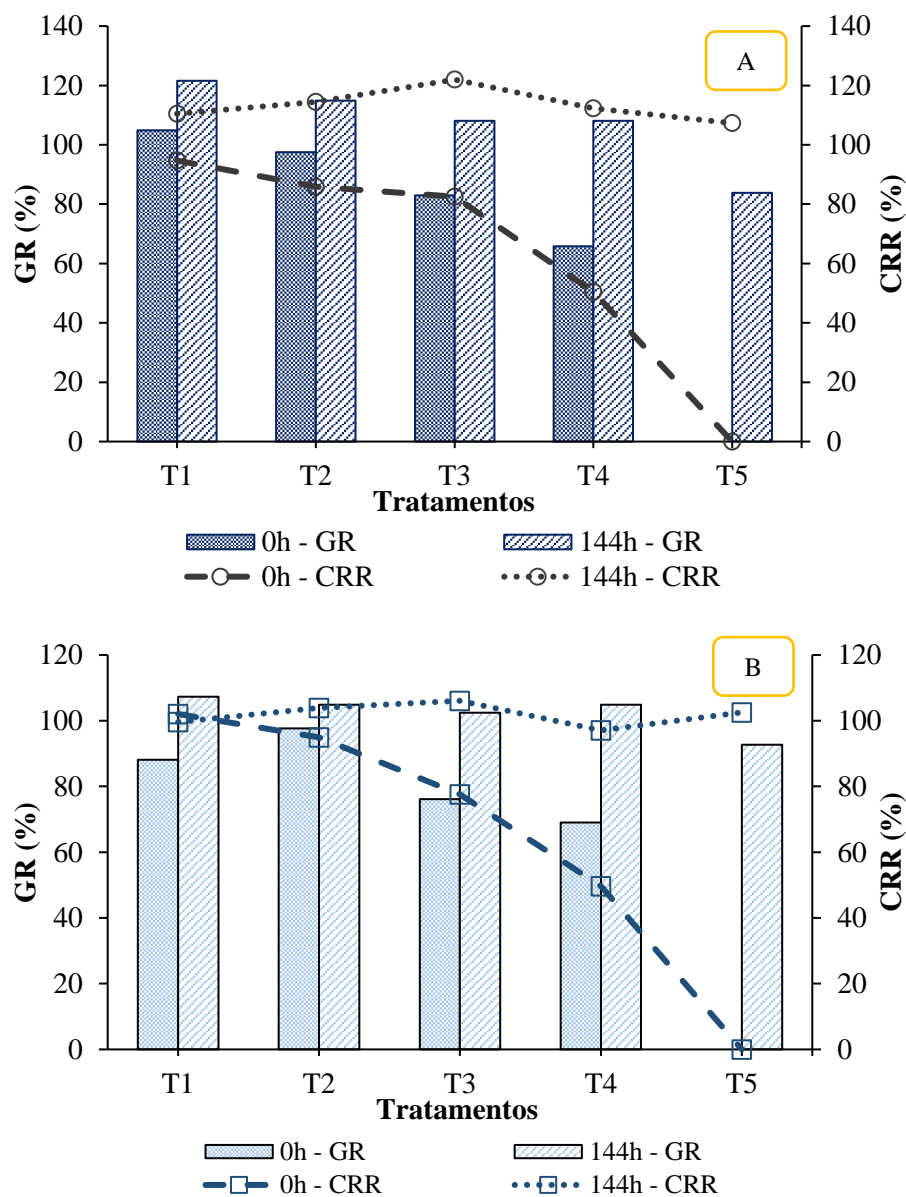 A
GR (%)
CRR (%)
140 140
120 120
100 100
80 80
60 60
40 40
20 20
0 0
T1 T2 T3 T4 T5
Tratamentos
0h - GR 144h - GR
0h - CRR 144h - CRR
B
GR (%)
CRR (%)
120 120
100 100
80 80
60 60
40 40
20 20
0 0
T1 T2 T3 T4 T5
Tratamentos
0h - GR 144h - GR
0h - CRR 144h - CRR